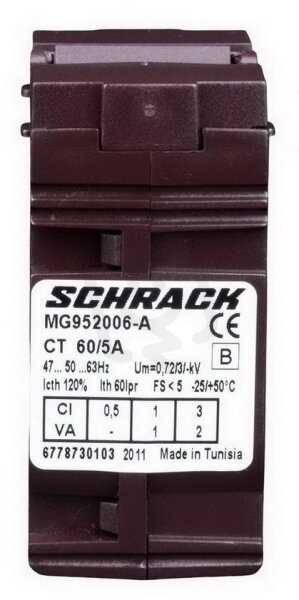 SCHRACK
MG952006-A CE
CT 60/5A
47... 50 ...63Hz Um=0,72/3/-kV B
Icth 120% Ith 60Ipr FS < 5 -25/+50°C
CI 0,5 1 3
VA - 1 2
6778730103 2011 Made in Tunisia